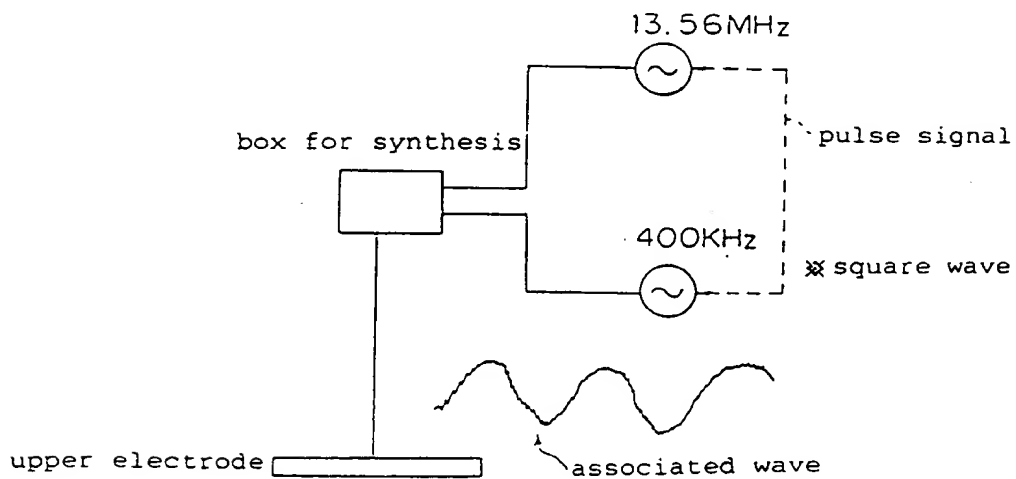 13.56MHz
box for synthesis
pulse signal
400KHz
※ square wave
upper electrode
associated wave